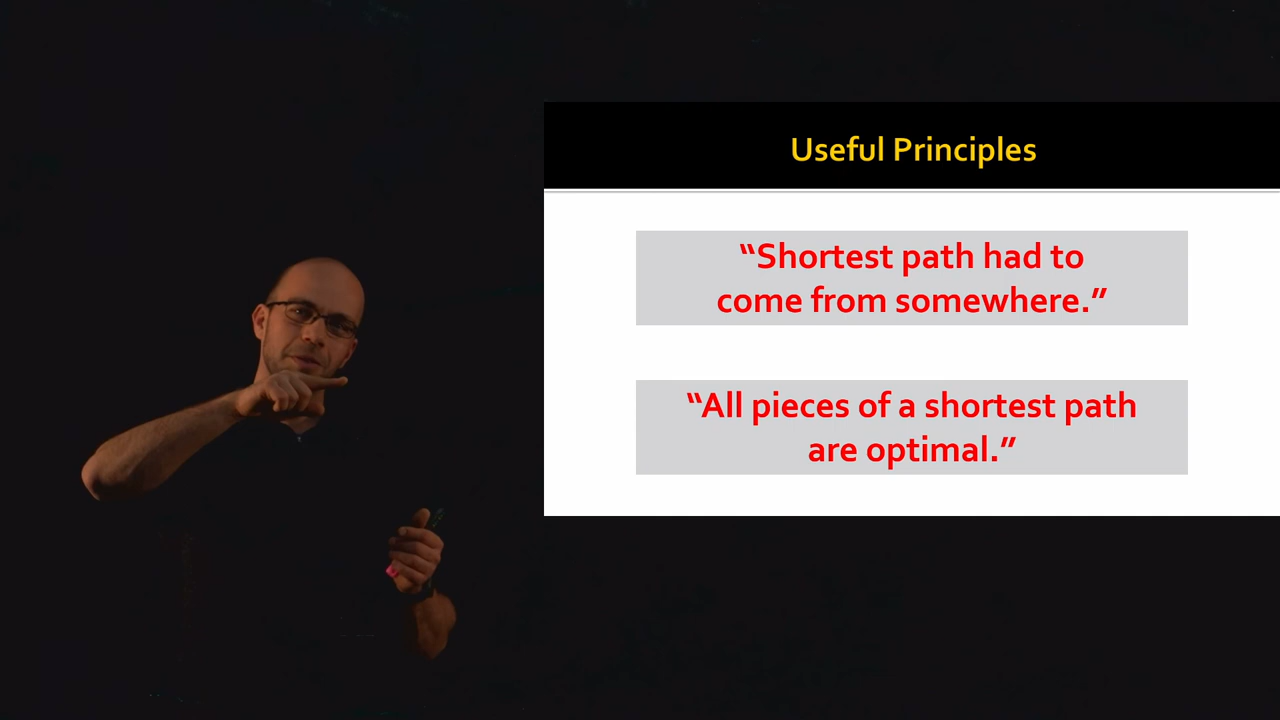 Useful Principles
“Shortest path had to
come from somewhere.”
“All pieces of a shortest path
are optimal.”